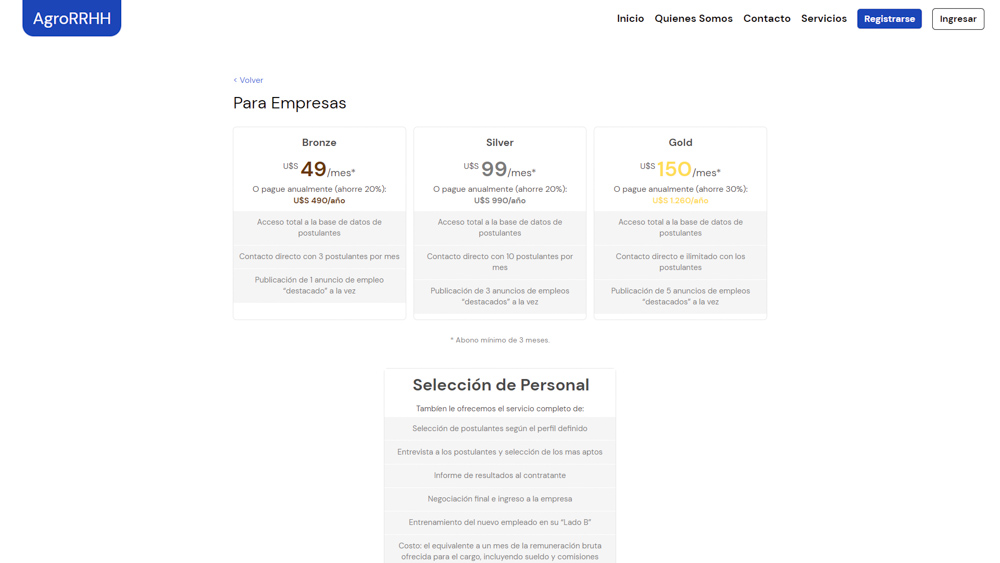 AgroRRHH
Inicio Quienes Somos Contacto Servicios Registrarse Ingresar
< Volver
Para Empresas
Bronze
U$S 49/mes*
O pague anualmente (ahorre 20%):
U$S 490/año
Acceso total a la base de datos de
postulantes
Contacto directo con 3 postulantes por mes
Publicación de 1 anuncio de empleo
“destacado” a la vez
Silver
U$S 99/mes*
O pague anualmente (ahorre 20%):
U$S 990/año
Acceso total a la base de datos de
postulantes
Contacto directo con 10 postulantes por
mes
Publicación de 3 anuncios de empleos
“destacados” a la vez
Gold
U$S 150/mes*
O pague anualmente (ahorre 30%):
U$S 1.260/año
Acceso total a la base de datos de
postulantes
Contacto directo e ilimitado con los
postulantes
Publicación de 5 anuncios de empleos
“destacados” a la vez
* Abono mínimo de 3 meses.
Selección de Personal
Tambíen le ofrecemos el servicio completo de:
Selección de postulantes según el perfil definido
Entrevista a los postulantes y selección de los mas aptos
Informe de resultados al contratante
Negociación final e ingreso a la empresa
Entrenamiento del nuevo empleado en su “Lado B”
Costo: el equivalente a un mes de la remuneración bruta
ofrecida para el cargo, incluyendo sueldo y comisiones